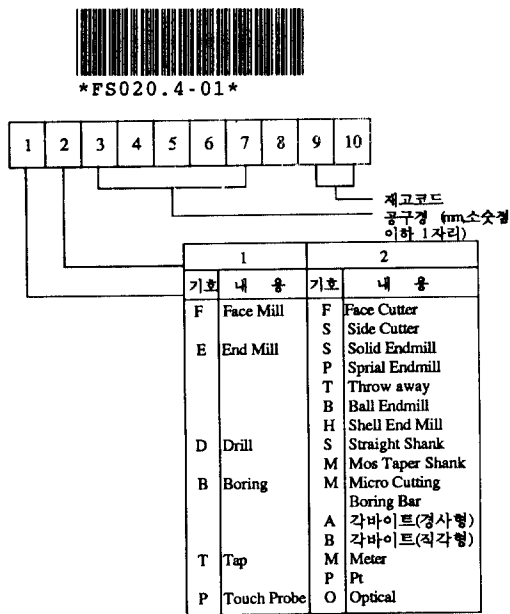 *FS020.4-01*
1 2 3 4 5 6 7 8 9 10
재고코드
공구경 (mm,소숫점
이하 1자리)
1 2
기호 내 용 기호 내 용
F Face Mill F Face Cutter
S Side Cutter
E End Mill S Solid Endmill
P Sprial Endmill
T Throw away
B Ball Endmill
H Shell End Mill
D Drill S Straight Shank
M Mos Taper Shank
B Boring M Micro Cutting
Boring Bar
A 각바이트(경사형)
B 각바이트(직각형)
T Tap M Meter
P Pt
P Touch Probe O Optical